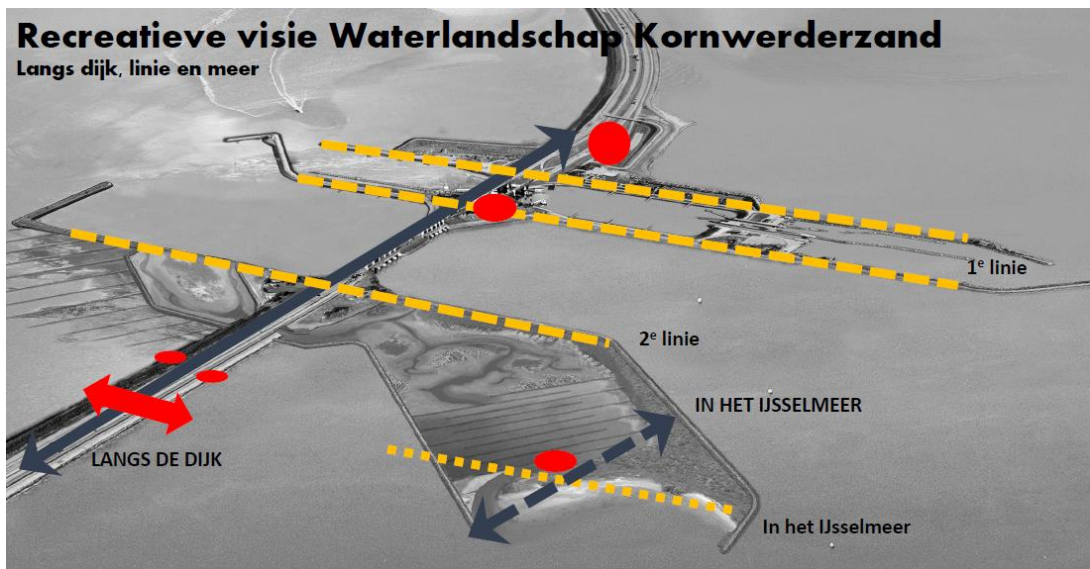 Recreatieve visie Waterlandschap Kornwerderzand
Langs dijk, linie en meer
1e linie
2e linie
IN HET IJSSELMEER
LANGS DE DIJK
In het IJsselmeer